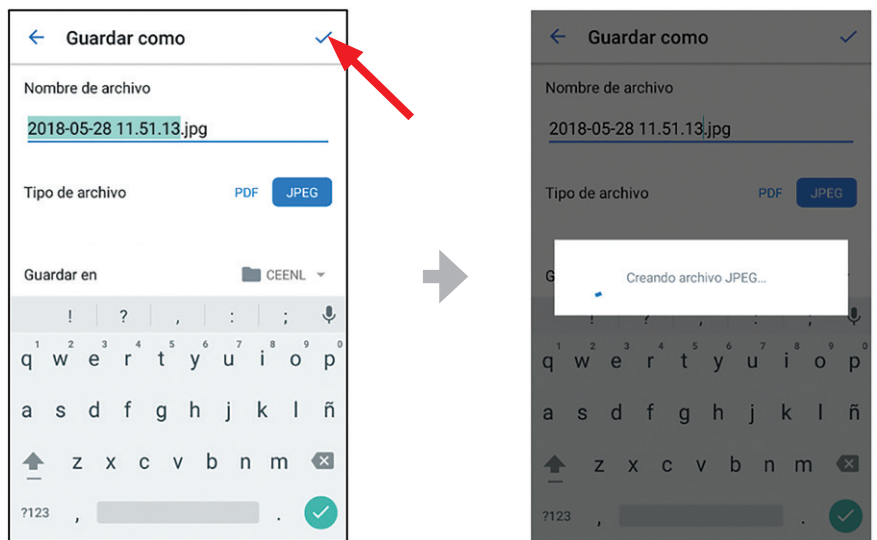 Guardar como
Nombre de archivo
2018-05-28 11.51.13.jpg
Tipo de archivo PDF JPEG
Guardar en CEENL
! ? , : ;
1 2 3 4 5 6 7 8 9 0
q w e r t y u i o p
a s d f g h j k l ñ
z x c v b n m
?123 , .
Guardar como
Nombre de archivo
2018-05-28 11.51.13.jpg
Tipo de archivo PDF JPEG
G
Creando archivo JPEG...
! ? , : ;
1 2 3 4 5 6 7 8 9 0
q w e r t y u i o p
a s d f g h j k l ñ
z x c v b n m
?123 , .